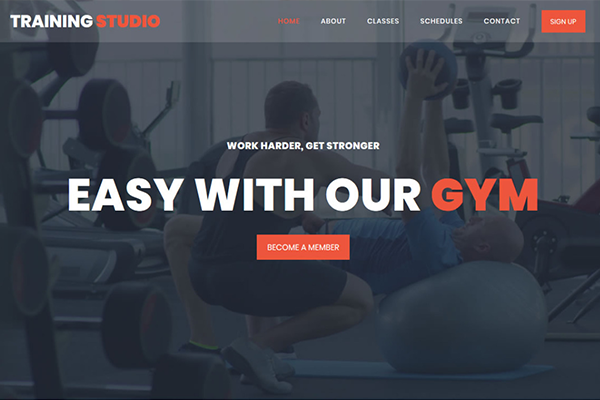 TRAINING STUDIO
HOME ABOUT CLASSES SCHEDULES CONTACT SIGN UP
WORK HARDER, GET STRONGER
EASY WITH OUR GYM
BECOME A MEMBER